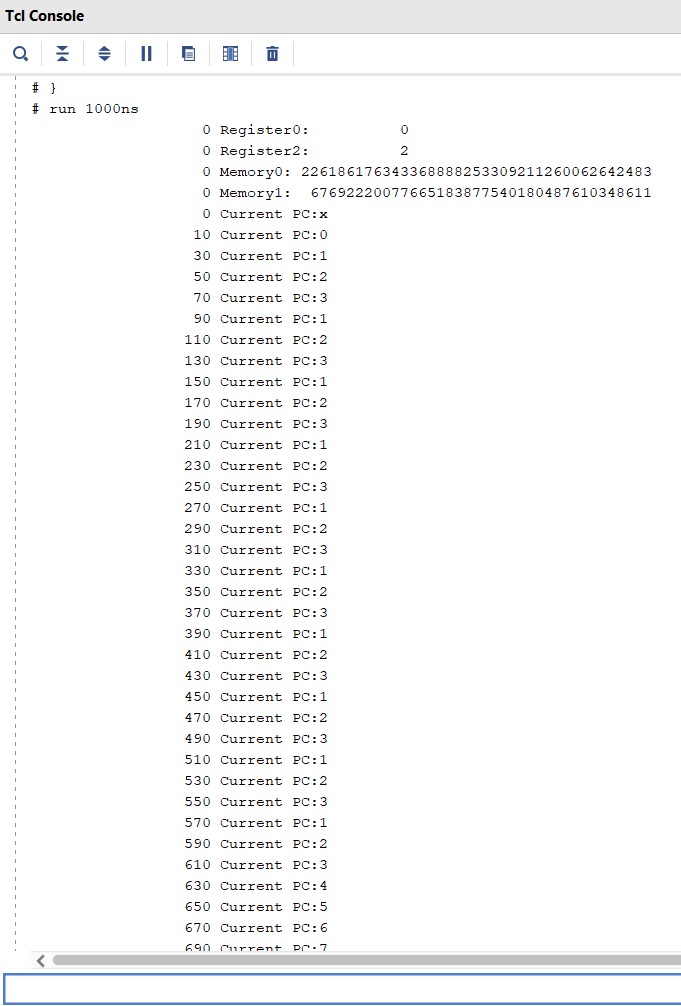 Tcl Console
# }
# run 1000ns
0 Register0: 0
0 Register2: 2
0 Memory0: 226186176343368888253309211260062642483
0 Memory1: 67692220077665183877540180487610348611
0 Current PC:x
10 Current PC:0
30 Current PC:1
50 Current PC:2
70 Current PC:3
90 Current PC:1
110 Current PC:2
130 Current PC:3
150 Current PC:1
170 Current PC:2
190 Current PC:3
210 Current PC:1
230 Current PC:2
250 Current PC:3
270 Current PC:1
290 Current PC:2
310 Current PC:3
330 Current PC:1
350 Current PC:2
370 Current PC:3
390 Current PC:1
410 Current PC:2
430 Current PC:3
450 Current PC:1
470 Current PC:2
490 Current PC:3
510 Current PC:1
530 Current PC:2
550 Current PC:3
570 Current PC:1
590 Current PC:2
610 Current PC:3
630 Current PC:4
650 Current PC:5
670 Current PC:6
690 Current PC:7